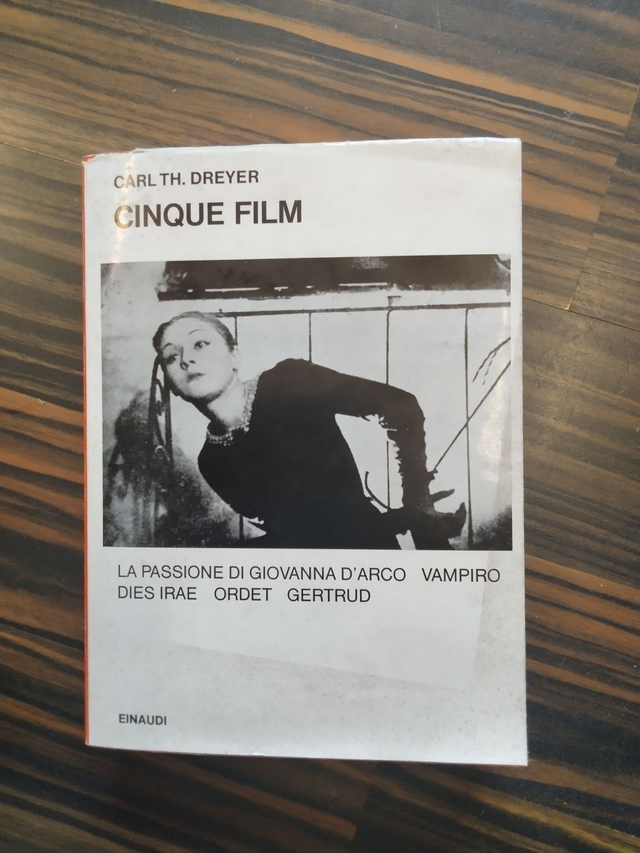 CARL TH. DREYER
CINQUE FILM
LA PASSIONE DI GIOVANNA D'ARCO VAMPIRO
DIES IRAE ORDET GERTRUD
EINAUDI